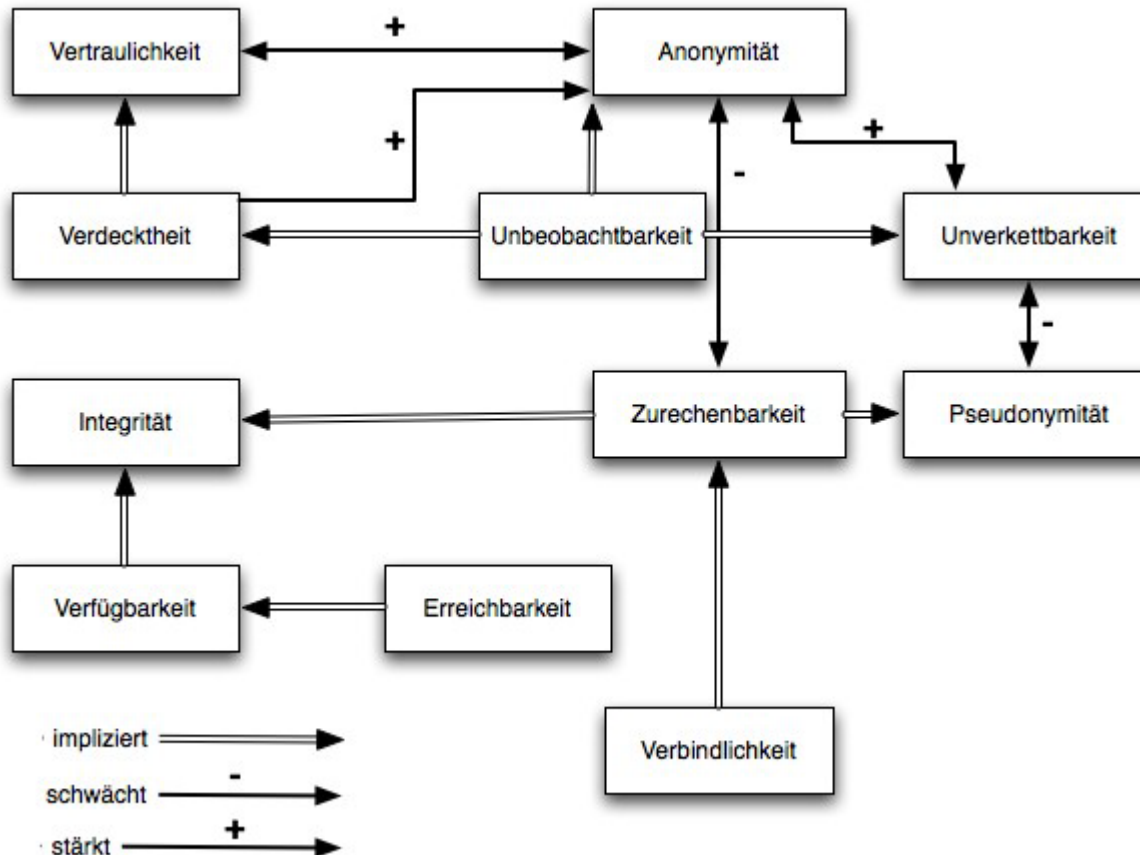 Vertraulichkeit
+
Anonymität
+
+
-
Verdecktheit
Unbeobachtbarkeit
Unverkettbarkeit
-
Integrität
Zurechenbarkeit
Pseudonymität
Verfügbarkeit
Erreichbarkeit
Verbindlichkeit
impliziert
schwächt -
stärkt +